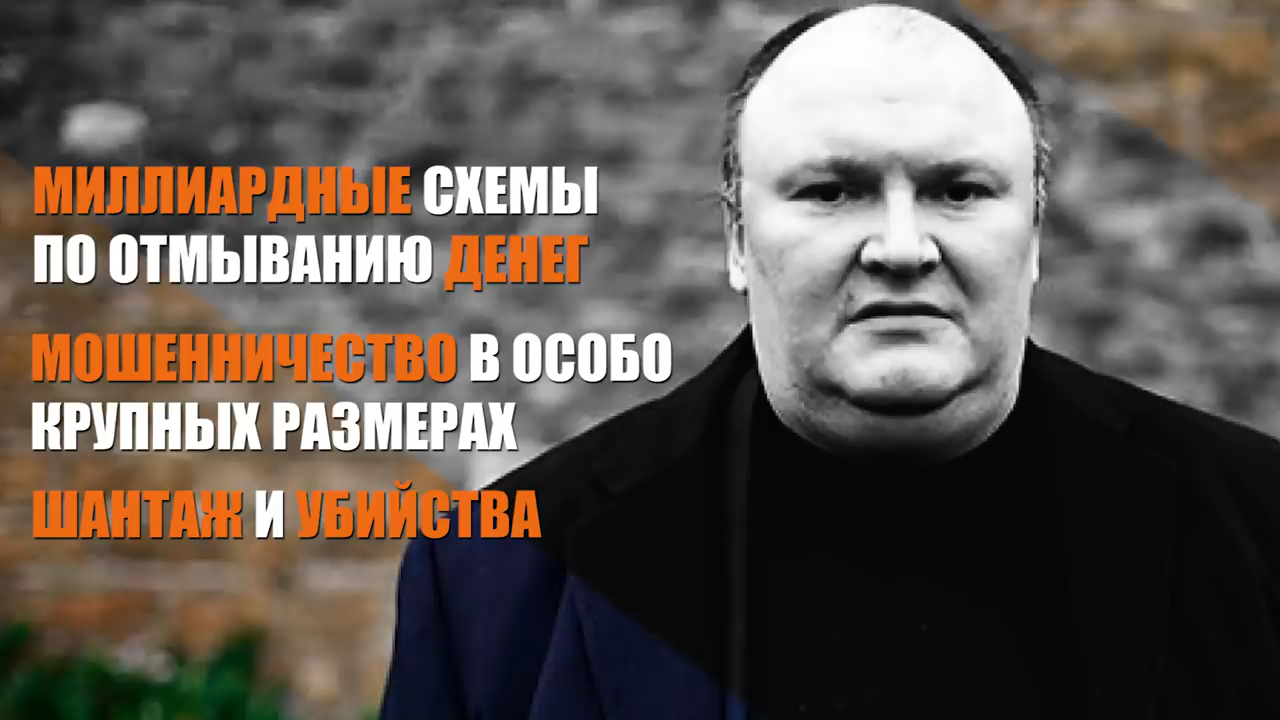 МИЛЛИАРДНЫЕ СХЕМЫ
ПО ОТМЫВАНИЮ ДЕНЕГ
МОШЕННИЧЕСТВО В ОСОБО
КРУПНЫХ РАЗМЕРАХ
ШАНТАЖ И УБИЙСТВА